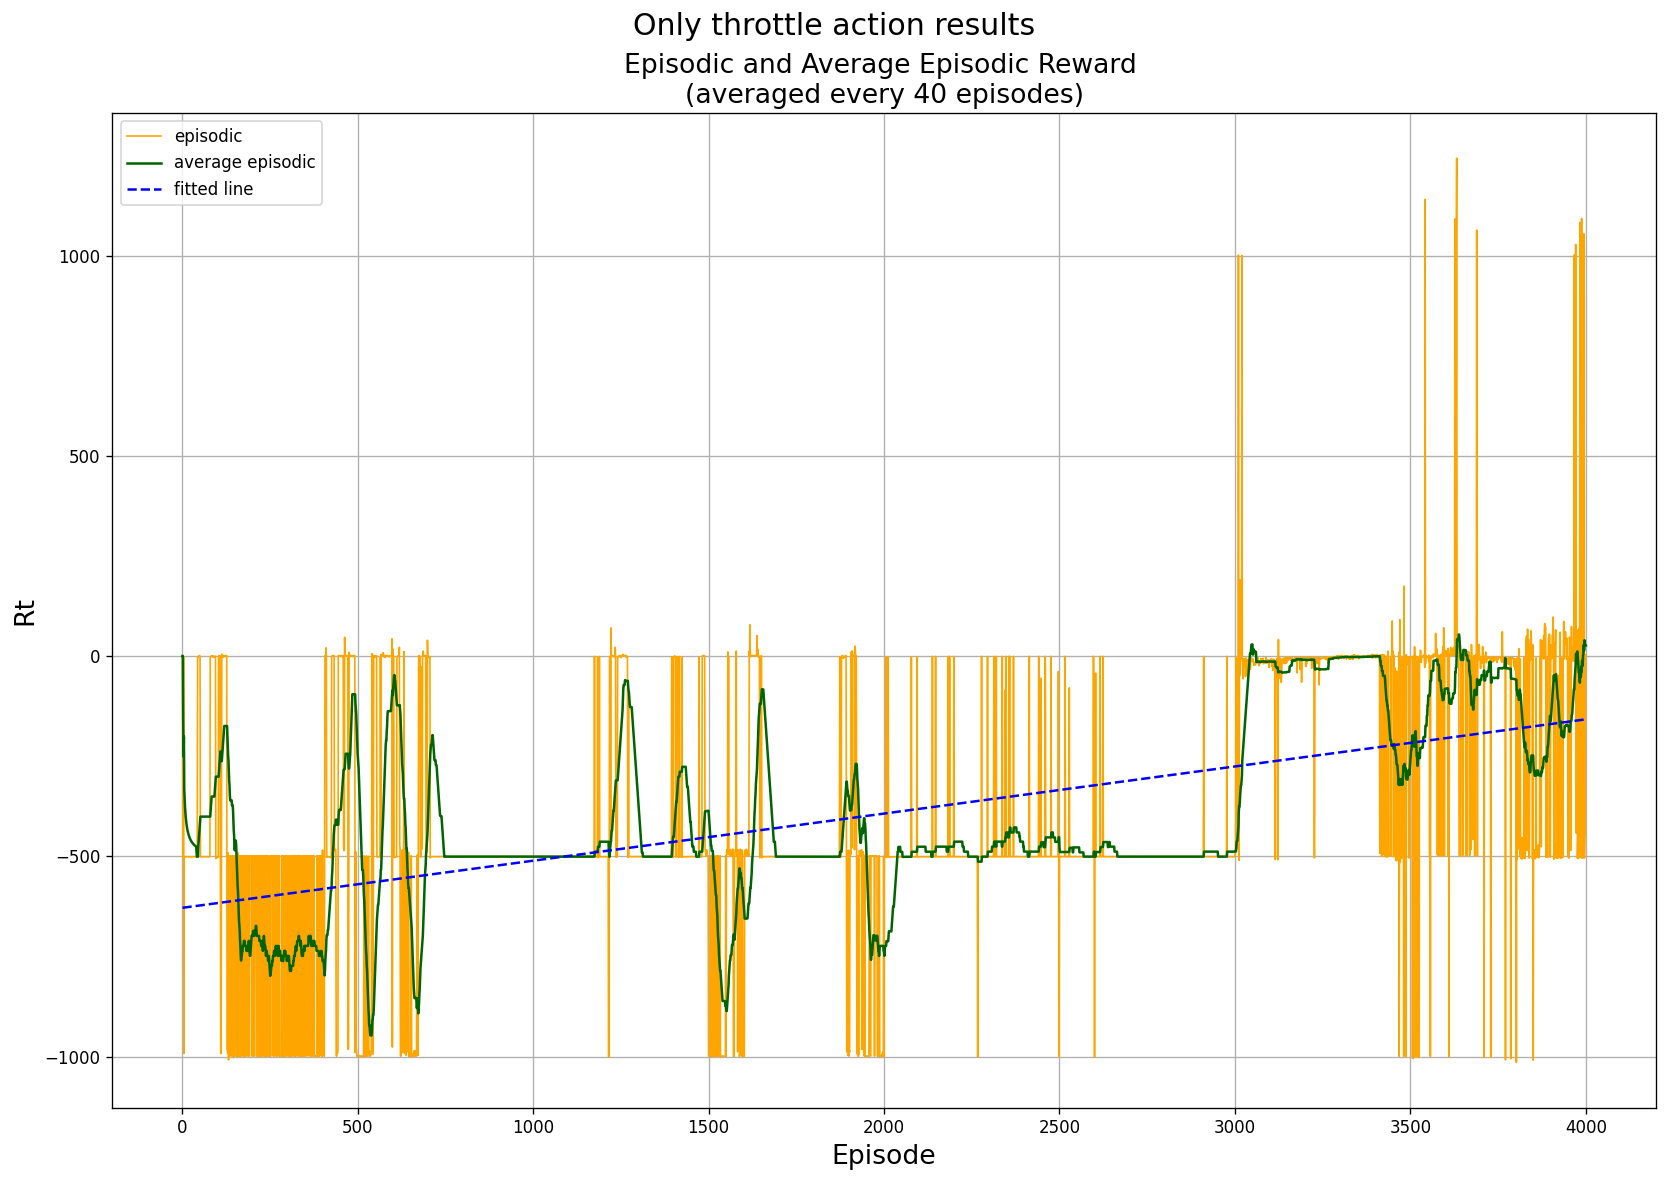 Only throttle action results
Episodic and Average Episodic Reward
(averaged every 40 episodes)
episodic
average episodic
fitted line
1000
500
0
−500
−1000
Rt
0 500 1000 1500 2000 2500 3000 3500 4000
Episode